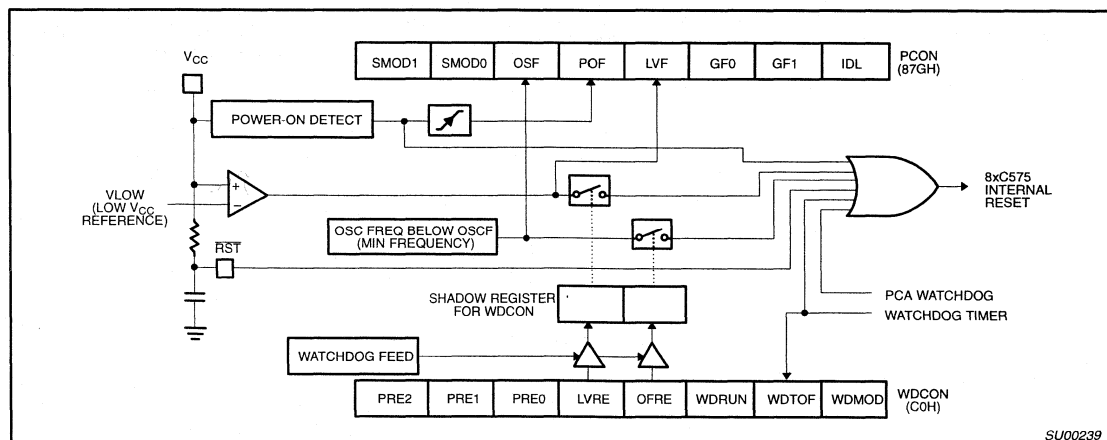 SMOD1 SMOD0 OSF POF LVF GF0 GF1 IDL
PCON
(87GH)
VCC
POWER-ON DETECT
VLOW
(LOW VCC
REFERENCE)
+
−
8xC575
INTERNAL
RESET
OSC FREQ BELOW OSCF
(MIN FREQUENCY)
RST
SHADOW REGISTER
FOR WDCON
PCA WATCHDOG
WATCHDOG TIMER
WATCHDOG FEED
PRE2 PRE1 PRE0 LVRE OFRE WDRUN WDTOF WDMOD
WDCON
(C0H)
SU00239